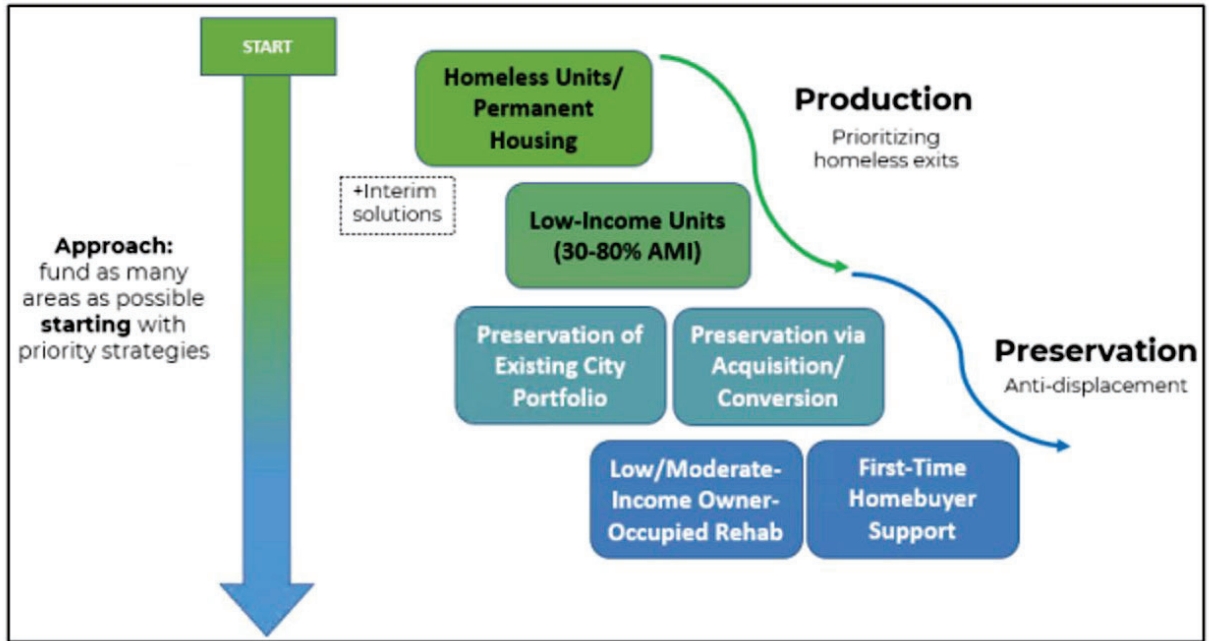 START
Homeless Units/
Permanent
Housing
Production
Prioritizing
homeless exits
+Interim
solutions
Low-Income Units
(30-80% AMI)
Approach:
fund as many
areas as possible
starting with
priority strategies
Preservation of
Existing City
Portfolio
Preservation via
Acquisition/
Conversion
Preservation
Anti-displacement
Low/Moderate-
Income Owner-
Occupied Rehab
First-Time
Homebuyer
Support